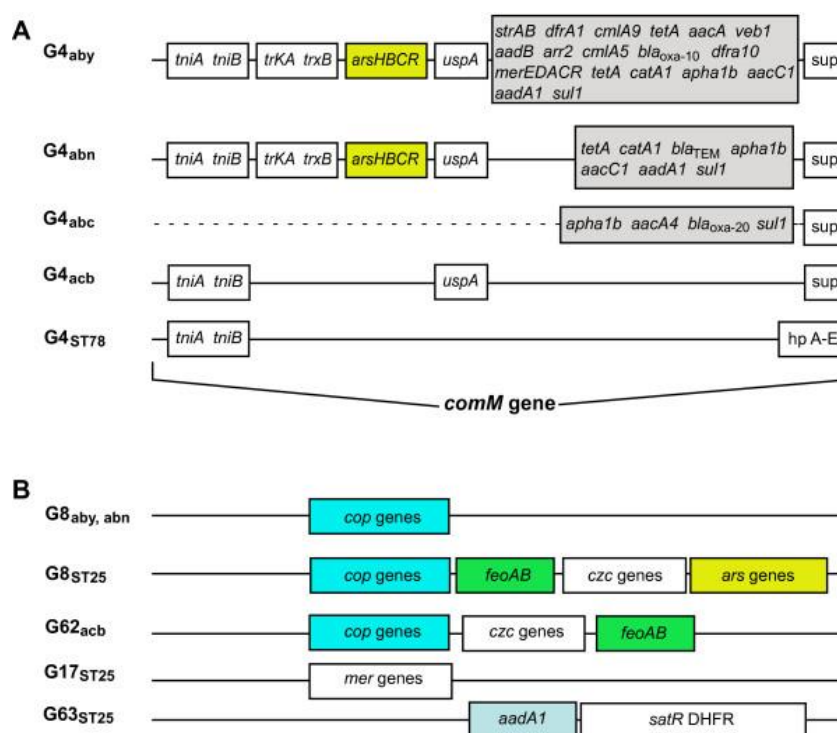 A
G4aby
tniA tniB
trKA trxB
arsHBCR
uspA
strAB dfrA1 cmlA9 tetA aacA veb1
aadB arr2 cmlA5 blaoxa-10 dfra10
merEDACR tetA catA1 apha1b aacC1
aadA1 sul1
sup
G4abn
tniA tniB
trKA trxB
arsHBCR
uspA
tetA catA1 blaTEM apha1b
aacC1 aadA1 sul1
sup
G4abc
apha1b aacA4 blaoxa-20 sul1
sup
G4acb
tniA tniB
uspA
sup
G4ST78
tniA tniB
hp A-E
comM gene
B
G8aby, abn
cop genes
G8ST25
cop genes
feoAB
czc genes
ars genes
G62acb
cop genes
czc genes
feoAB
G17ST25
mer genes
G63ST25
aadA1
satR DHFR